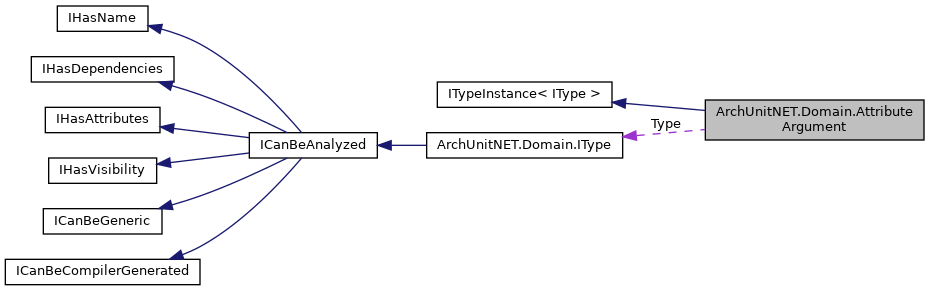 IHasName
IHasDependencies
IHasAttributes
IHasVisibility
ICanBeGeneric
ICanBeCompilerGenerated
ICanBeAnalyzed
ITypeInstance< IType >
ArchUnitNET.Domain.IType
Type
ArchUnitNET.Domain.Attribute
Argument